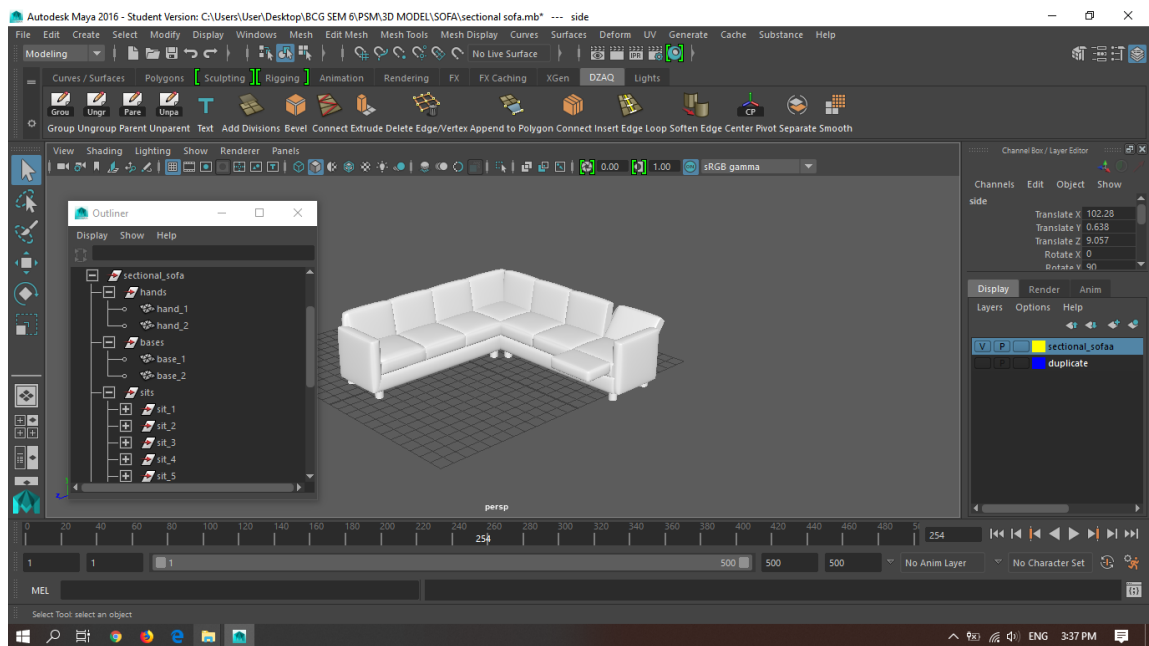 Autodesk Maya 2016 - Student Version: C:\Users\User\Desktop\BCG SEM 6\PSM\3D MODEL\SOFA\sectional sofa.mb* --- side
File Edit Create Select Modify Display Windows Mesh Edit Mesh Mesh Tools Mesh Display Curves Surfaces Deform UV Generate Cache Substance Help
Modeling No Live Surface IPR
Curves / Surfaces Polygons Sculpting Rigging Animation Rendering FX FX Caching XGen DZAQ Lights
Grou Ungr Pare Unpa T CP
Group Ungroup Parent Unparent Text Add Divisions Bevel Connect Extrude Delete Edge/Vertex Append to Polygon Connect Insert Edge Loop Soften Edge Center Pivot Separate Smooth
View Shading Lighting Show Renderer Panels
0.00 1.00 sRGB gamma
Outliner
Display Show Help
sectional_sofa
hands
hand_1
hand_2
bases
base_1
base_2
sits
sit_1
sit_2
sit_3
sit_4
sit_5
persp
Channel Box / Layer Editor
Channels Edit Object Show
side
Translate X 102.28
Translate Y 0.638
Translate Z 9.057
Rotate X 0
Rotate Y 90
Display Render Anim
Layers Options Help
V P sectional_sofaa
P duplicate
0 20 40 60 80 100 120 140 160 180 200 220 240 260 280 300 320 340 360 380 400 420 440 460 480
254 254
1 1 1 500 500 500 No Anim Layer No Character Set
MEL
Select Tool: select an object
ENG 3:37 PM